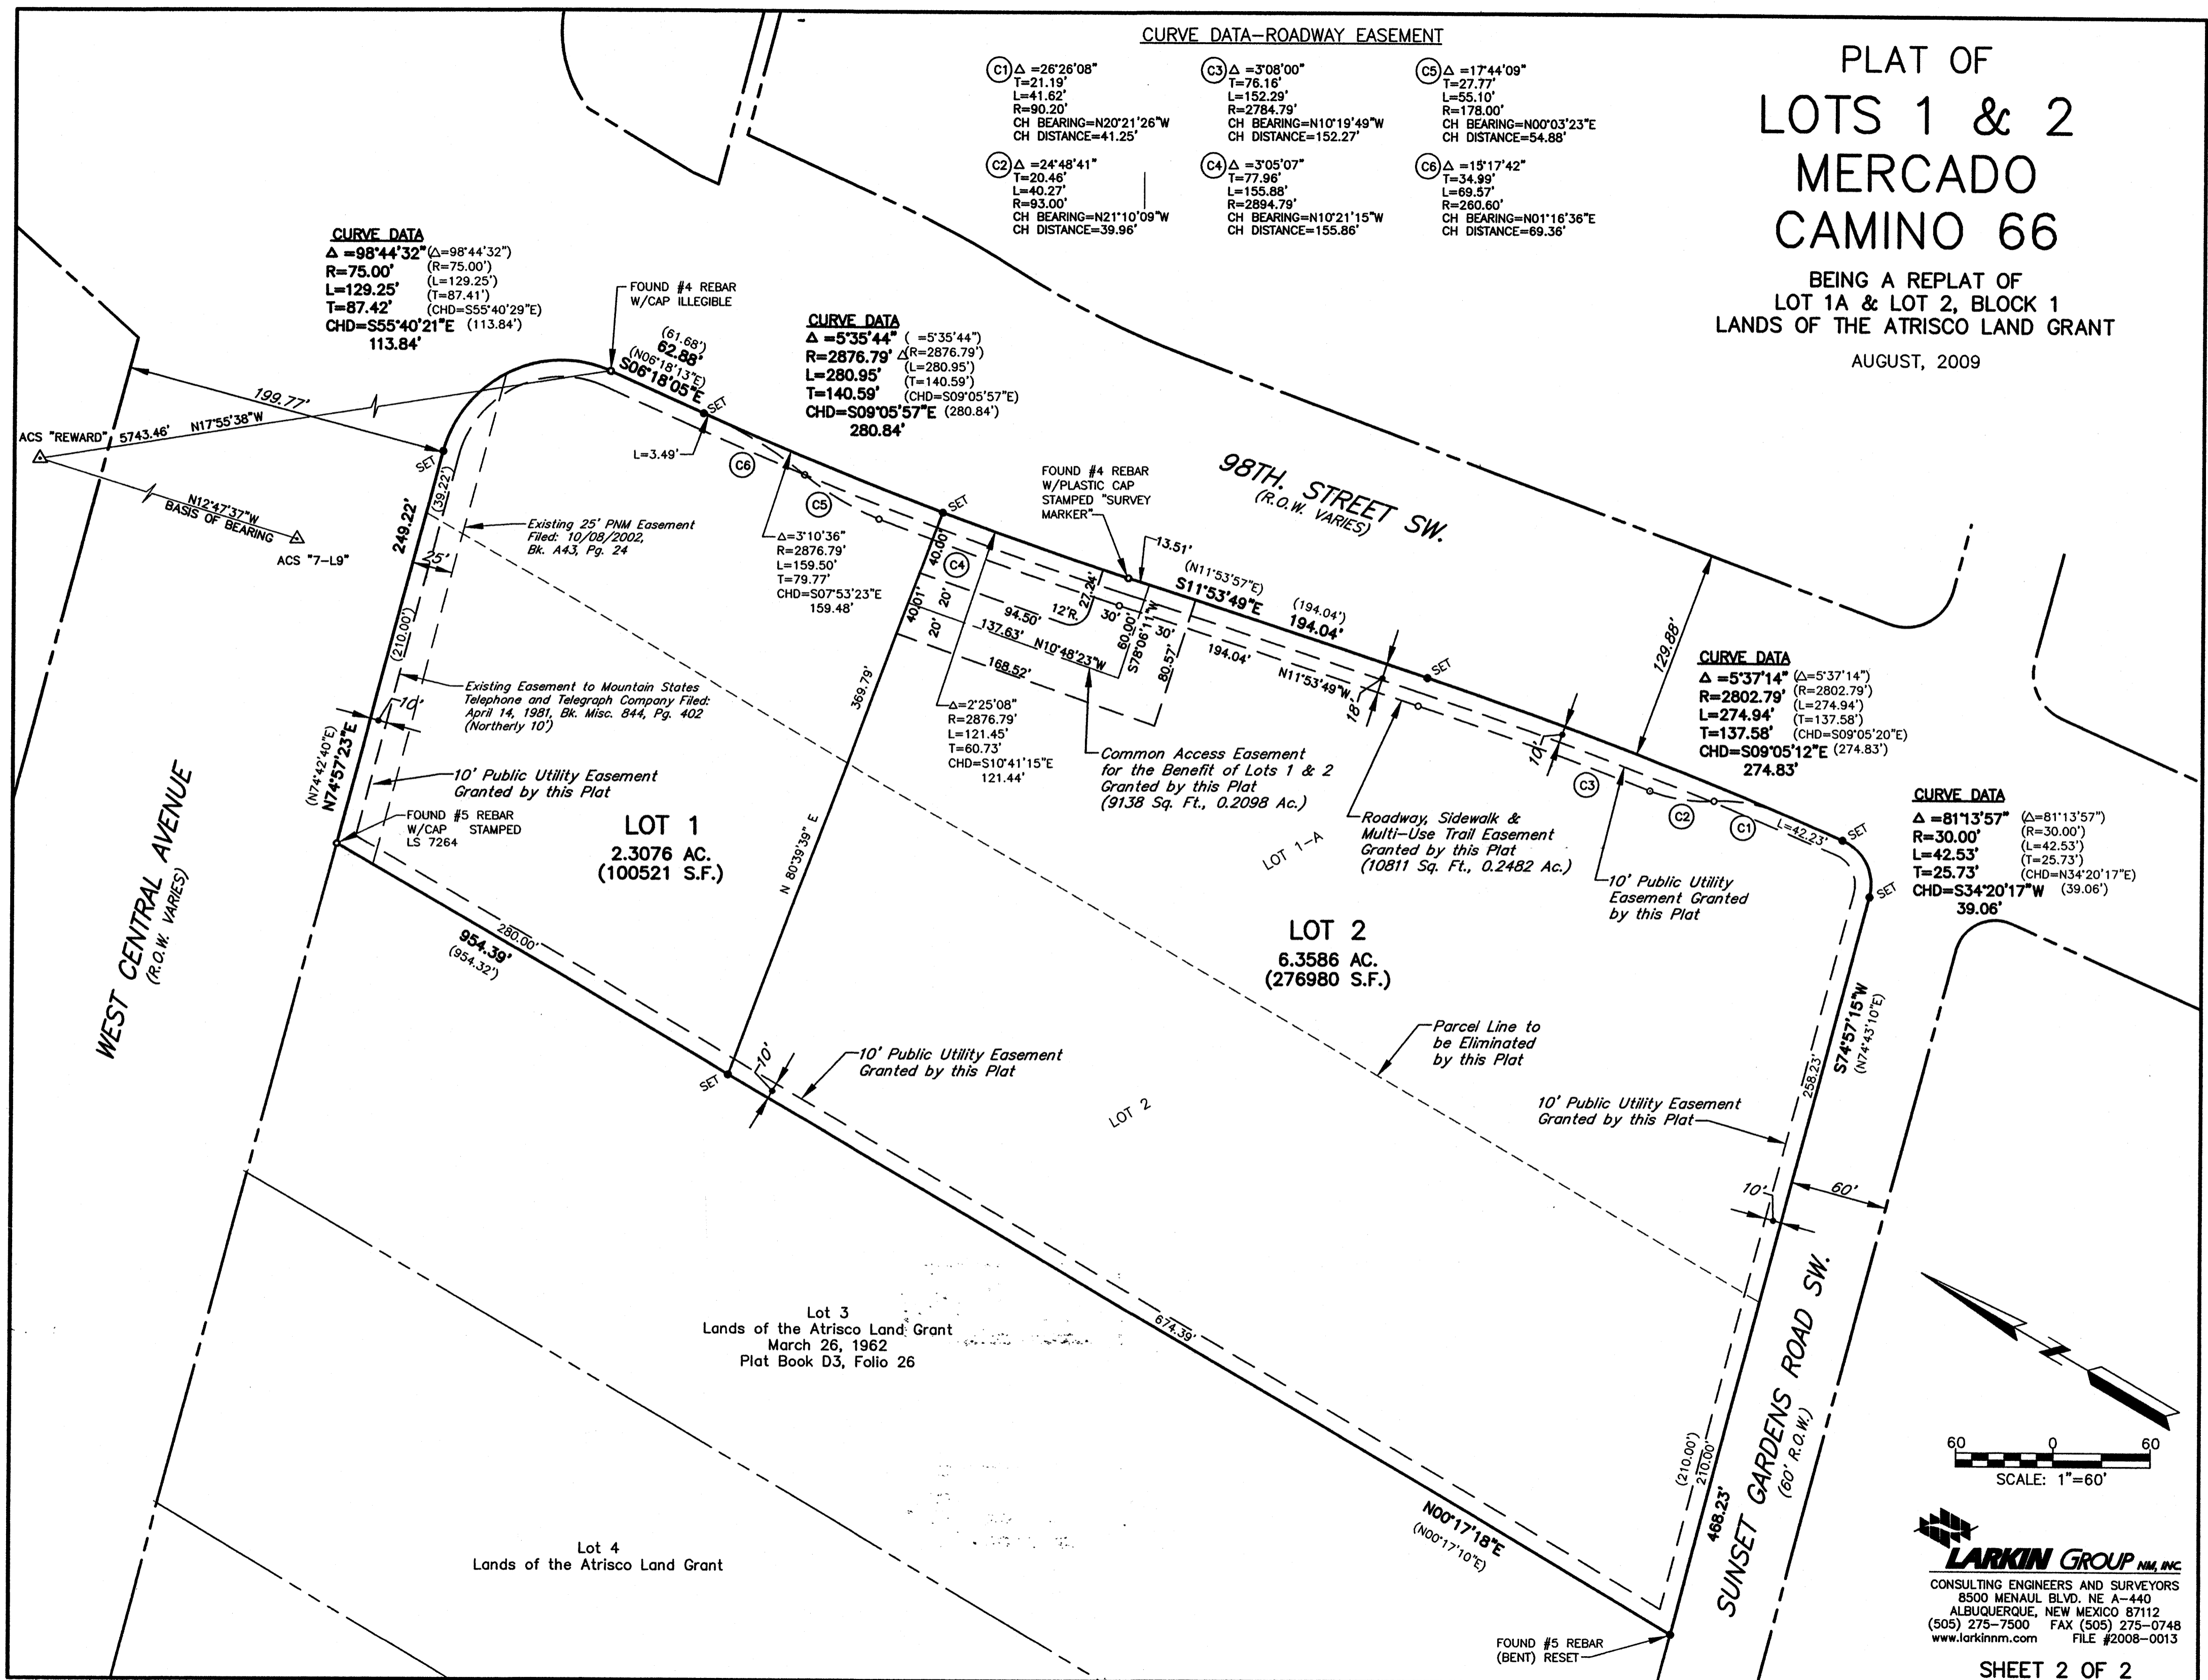 CURVE DATA-ROADWAY EASEMENT
C1 Δ =26°26'08"
T=21.19'
L=41.62'
R=90.20'
CH BEARING=N20°21'26"W
CH DISTANCE=41.25'
C2 Δ =24°48'41"
T=20.46'
L=40.27'
R=93.00'
CH BEARING=N21°10'09"W
CH DISTANCE=39.96'
C3 Δ =3°08'00"
T=76.16'
L=152.29'
R=2784.79'
CH BEARING=N10°19'49"W
CH DISTANCE=152.27'
C4 Δ =3°05'07"
T=77.96'
L=155.88'
R=2894.79'
CH BEARING=N10°21'15"W
CH DISTANCE=155.86'
C5 Δ =17°44'09"
T=27.77'
L=55.10'
R=178.00'
CH BEARING=N00°03'23"E
CH DISTANCE=54.88'
C6 Δ =15°17'42"
T=34.99'
L=69.57'
R=260.60'
CH BEARING=N01°16'36"E
CH DISTANCE=69.36'
PLAT OF
LOTS 1 & 2
MERCADO
CAMINO 66
BEING A REPLAT OF
LOT 1A & LOT 2, BLOCK 1
LANDS OF THE ATRISCO LAND GRANT
AUGUST, 2009
CURVE DATA
Δ =98°44'32" (Δ=98°44'32")
R=75.00' (R=75.00')
L=129.25' (L=129.25')
T=87.42' (T=87.41')
CHD=S55°40'21"E (CHD=S55°40'29"E)
113.84' (113.84')
FOUND #4 REBAR
W/CAP ILLEGIBLE
(61.68')
62.88'
(N06°18'13"E)
S06°18'05"E
SET
L=3.49'
CURVE DATA
Δ =5°35'44" ( =5°35'44")
R=2876.79' Δ(R=2876.79')
L=280.95' (L=280.95')
T=140.59' (T=140.59')
CHD=S09°05'57"E (CHD=S09°05'57"E)
280.84' (280.84')
199.77'
ACS "REWARD" 5743.46' N17°55'38"W
N12°47'37"W
BASIS OF BEARING
ACS "7-L9"
SET
249.22'
(39.22')
25'
(210.00')
10'
Existing 25' PNM Easement
Filed: 10/08/2002,
Bk. A43, Pg. 24
Existing Easement to Mountain States
Telephone and Telegraph Company Filed:
April 14, 1981, Bk. Misc. 844, Pg. 402
(Northerly 10')
(N74°42'40"E)
N74°57'23"E
10' Public Utility Easement
Granted by this Plat
FOUND #5 REBAR
W/CAP STAMPED
LS 7264
WEST CENTRAL AVENUE
(R.O.W. VARIES)
LOT 1
2.3076 AC.
(100521 S.F.)
C6
C5
Δ=3°10'36"
R=2876.79'
L=159.50'
T=79.77'
CHD=S07°53'23"E
159.48'
SET
40.00'
C4
40.01'
20'
20'
369.79'
N 80°39'39" E
94.50'
12'R.
27.24'
137.63'
N10°48'23"W
168.52'
30'
30'
60.00'
S78°06'11"W
80.57'
FOUND #4 REBAR
W/PLASTIC CAP
STAMPED "SURVEY
MARKER"
13.51'
(N11°53'57"E)
S11°53'49"E
(194.04')
194.04'
194.04'
N11°53'49"W
18'
SET
98TH. STREET SW.
(R.O.W. VARIES)
129.88'
10'
Δ=2°25'08"
R=2876.79'
L=121.45'
T=60.73'
CHD=S10°41'15"E
121.44'
Common Access Easement
for the Benefit of Lots 1 & 2
Granted by this Plat
(9138 Sq. Ft., 0.2098 Ac.)
LOT 1-A
Roadway, Sidewalk &
Multi-Use Trail Easement
Granted by this Plat
(10811 Sq. Ft., 0.2482 Ac.)
C3
C2
C1
L=42.23'
SET
10' Public Utility
Easement Granted
by this Plat
CURVE DATA
Δ =5°37'14" (Δ=5°37'14")
R=2802.79' (R=2802.79')
L=274.94' (L=274.94')
T=137.58' (T=137.58')
CHD=S09°05'12"E (CHD=S09°05'20"E)
274.83' (274.83')
CURVE DATA
Δ =81°13'57" (Δ=81°13'57")
R=30.00' (R=30.00')
L=42.53' (L=42.53')
T=25.73' (T=25.73')
CHD=S34°20'17"W (CHD=N34°20'17"E)
39.06' (39.06')
SET
LOT 2
6.3586 AC.
(276980 S.F.)
280.00'
954.39'
(954.32')
SET
10'
10' Public Utility Easement
Granted by this Plat
LOT 2
Parcel Line to
be Eliminated
by this Plat
10' Public Utility Easement
Granted by this Plat
258.23'
S74°57'15"W
(N74°43'10"E)
10'
60'
Lot 3
Lands of the Atrisco Land Grant
March 26, 1962
Plat Book D3, Folio 26
674.39'
Lot 4
Lands of the Atrisco Land Grant
N00°17'18"E
(N00°17'10"E)
(210.00')
210.00'
468.23'
SUNSET GARDENS ROAD SW.
(60' R.O.W.)
FOUND #5 REBAR
(BENT) RESET
N
60 0 60
SCALE: 1"=60'
LARKIN GROUP NM, INC.
CONSULTING ENGINEERS AND SURVEYORS
8500 MENAUL BLVD. NE A-440
ALBUQUERQUE, NEW MEXICO 87112
(505) 275-7500 FAX (505) 275-0748
www.larkinnm.com FILE #2008-0013
SHEET 2 OF 2